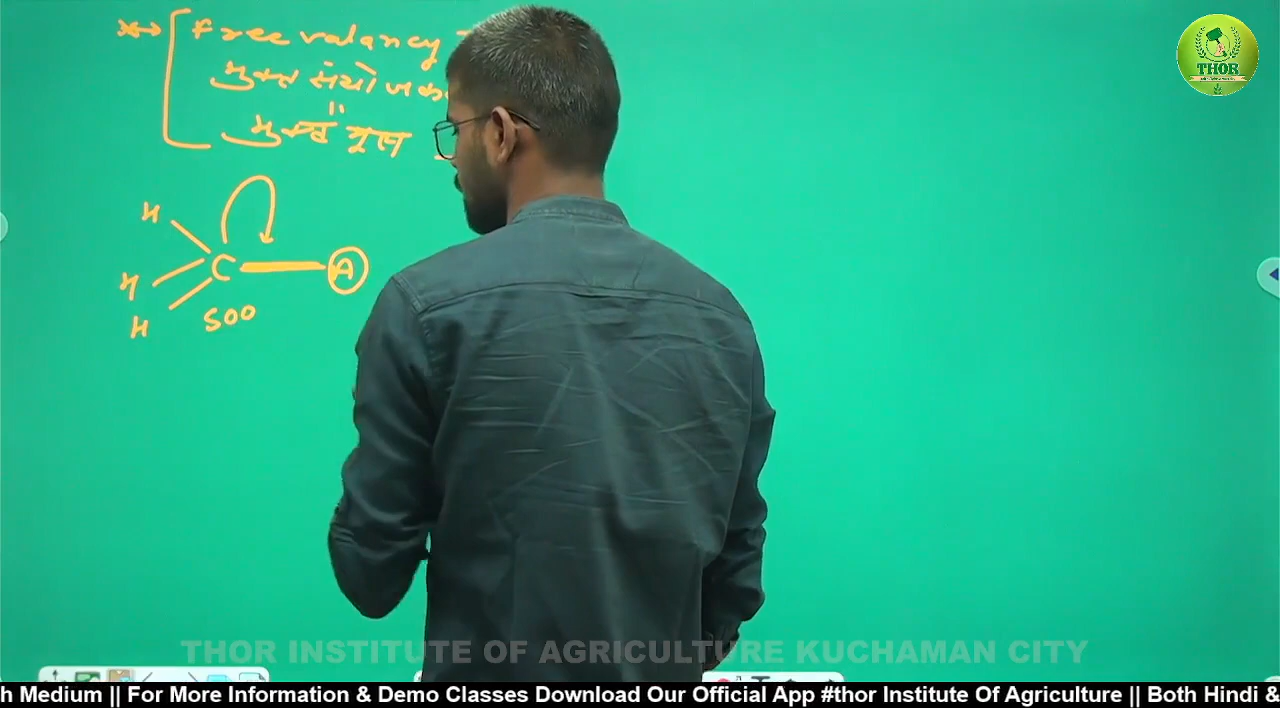 * → Free valancy
मुक्त संयोजक
"
मुक्त मूल
H
C
A
H
H
500
THOR
THOR INSTITUTE OF AGRICULTURE KUCHAMAN CITY
h Medium || For More Information & Demo Classes Download Our Official App #thor Institute Of Agriculture || Both Hindi &